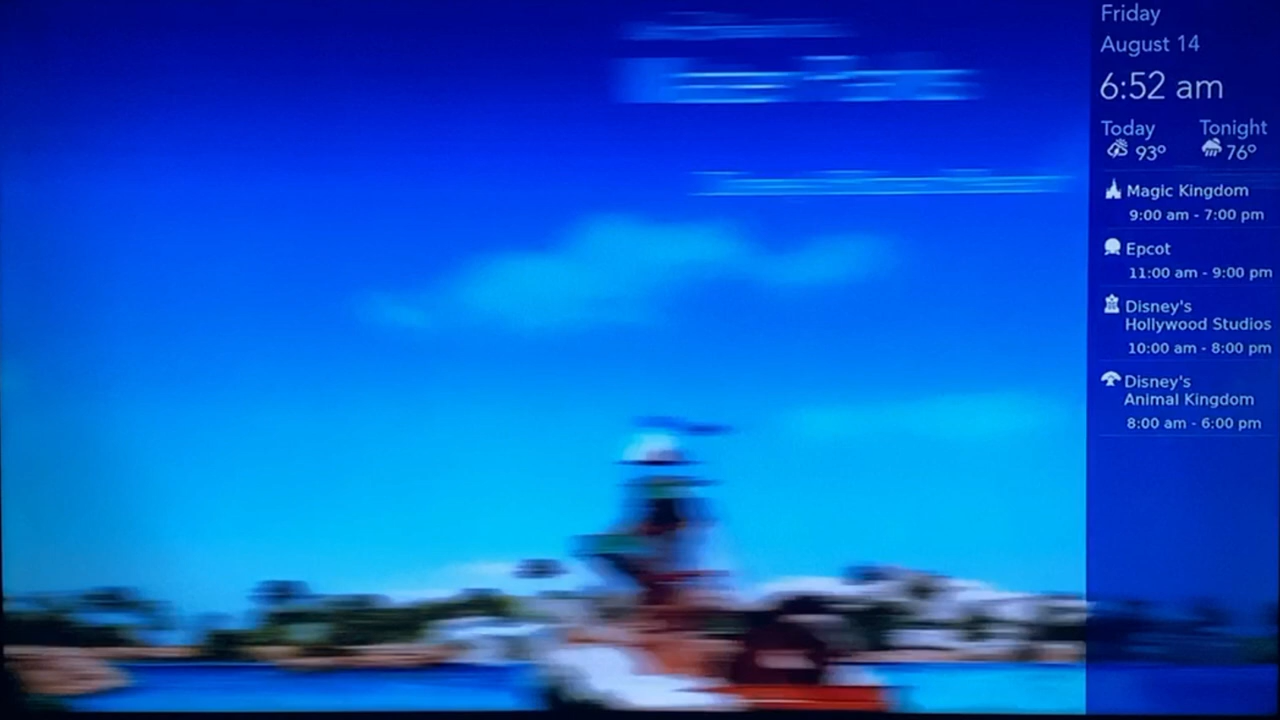 Friday
August 14
6:52 am
Today Tonight
93° 76°
Magic Kingdom
9:00 am - 7:00 pm
Epcot
11:00 am - 9:00 pm
Disney's
Hollywood Studios
10:00 am - 8:00 pm
Disney's
Animal Kingdom
8:00 am - 6:00 pm